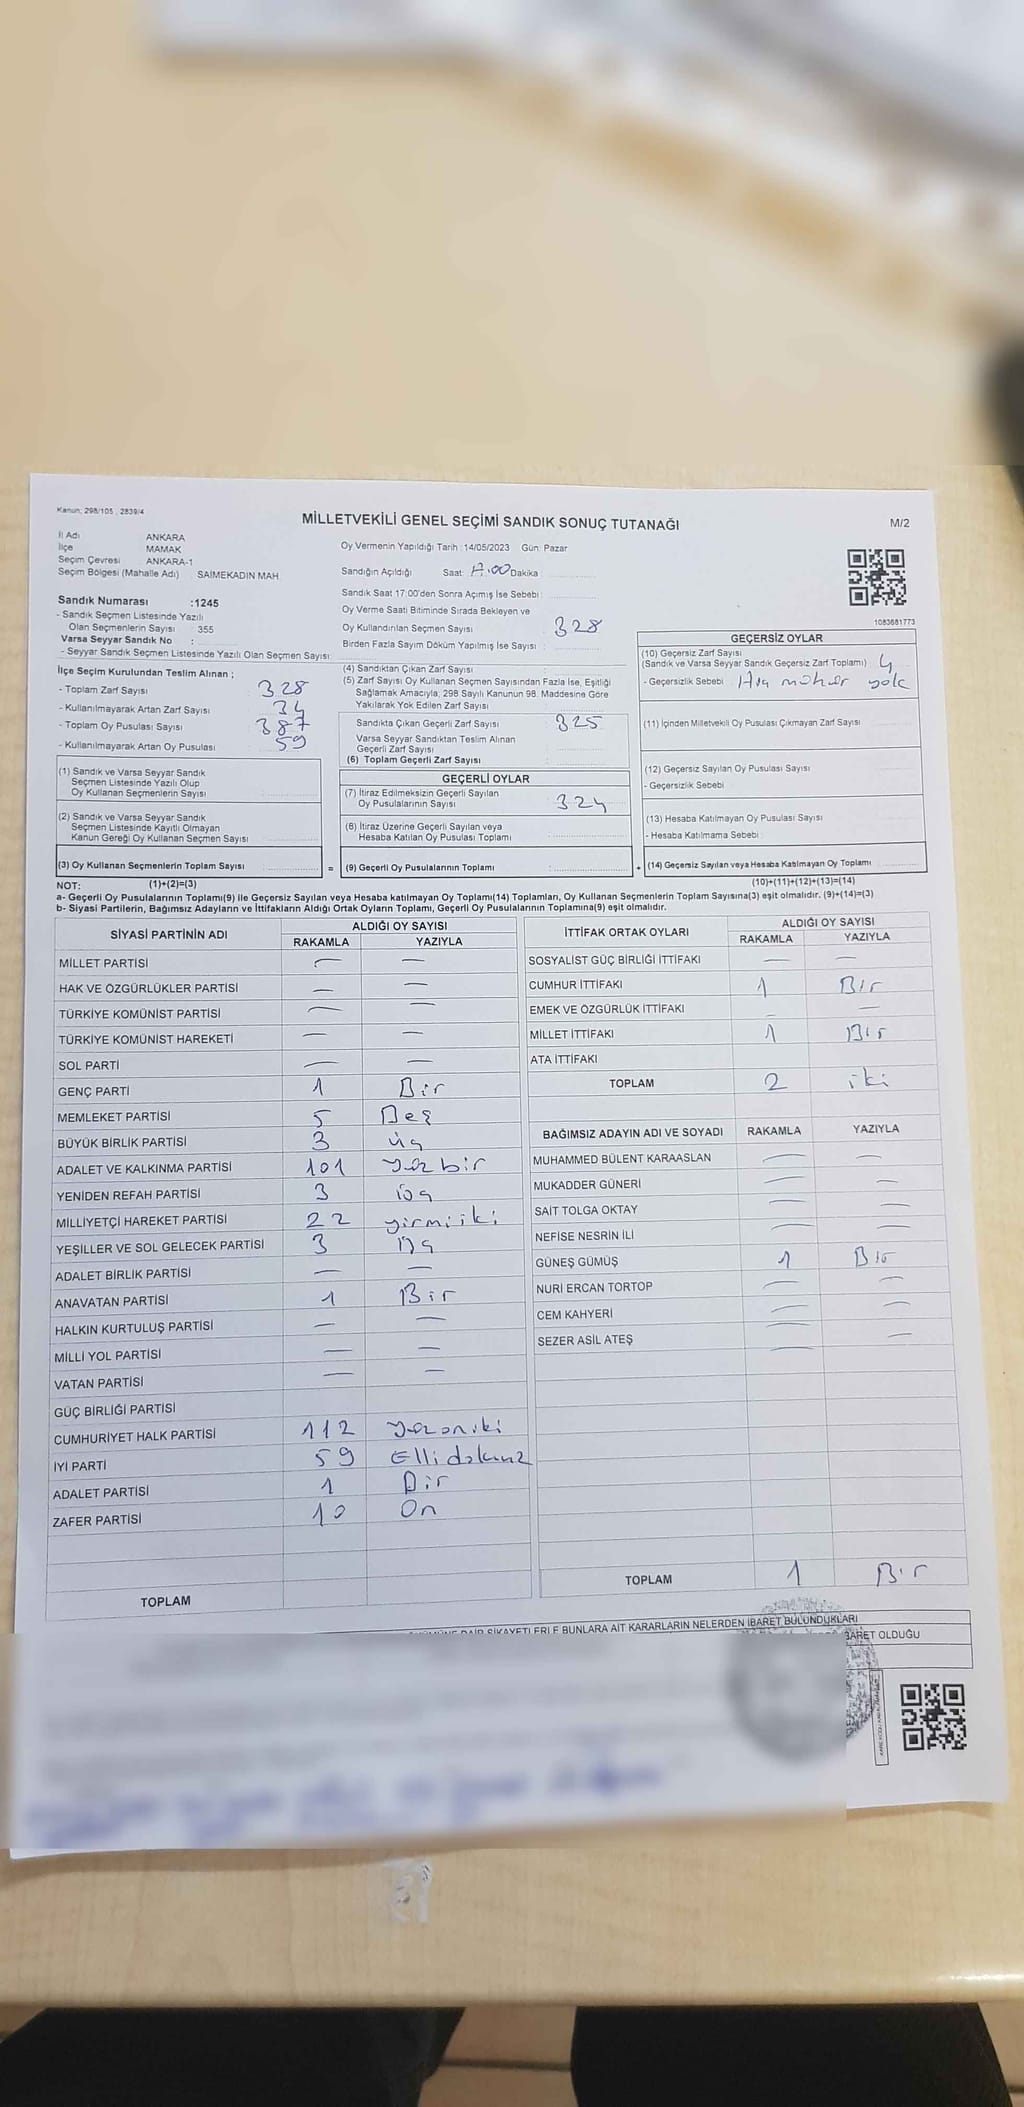 Kanun; 298/105 , 2839/4
MİLLETVEKİLİ GENEL SEÇİMİ SANDIK SONUÇ TUTANAĞI
M/2
İl Adı ANKARA
İlçe MAMAK
Seçim Çevresi ANKARA-1
Seçim Bölgesi (Mahalle Adı) SAİMEKADIN MAH
Sandık Numarası :1245
- Sandık Seçmen Listesinde Yazılı
Olan Seçmenlerin Sayısı : 355
Varsa Seyyar Sandık No :
- Seyyar Sandık Seçmen Listesinde Yazılı Olan Seçmen Sayısı:
Oy Vermenin Yapıldığı Tarih :14/05/2023 Gün: Pazar
Sandığın Açıldığı Saat: 17.00 Dakika
Sandık Saat 17:00'den Sonra Açımış İse Sebebi :
Oy Verme Saati Bitiminde Sırada Bekleyen ve
Oy Kullandırılan Seçmen Sayısı : 328
Birden Fazla Sayım Döküm Yapılmış İse Sayısı :
1083681773
İlçe Seçim Kurulundan Teslim Alınan ;
- Toplam Zarf Sayısı : 328
- Kullanılmayarak Artan Zarf Sayısı : 34
- Toplam Oy Pusulası Sayısı : 387
- Kullanılmayarak Artan Oy Pusulası : 59
(1) Sandık ve Varsa Seyyar Sandık
Seçmen Listesinde Yazılı Olup
Oy Kullanan Seçmenlerin Sayısı :
(2) Sandık ve Varsa Seyyar Sandık
Seçmen Listesinde Kayıtlı Olmayan
Kanun Gereği Oy Kullanan Seçmen Sayısı :
(3) Oy Kullanan Seçmenlerin Toplam Sayısı =
(4) Sandıktan Çıkan Zarf Sayısı :
(5) Zarf Sayısı Oy Kullanan Seçmen Sayısından Fazla İse, Eşitliği
Sağlamak Amacıyla, 298 Sayılı Kanunun 98. Maddesine Göre
Yakılarak Yok Edilen Zarf Sayısı :
Sandıkta Çıkan Geçerli Zarf Sayısı : 325
Varsa Seyyar Sandıktan Teslim Alınan
Geçerli Zarf Sayısı :
(6) Toplam Geçerli Zarf Sayısı :
GEÇERLİ OYLAR
(7) İtiraz Edilmeksizin Geçerli Sayılan
Oy Pusulalarının Sayısı : 324
(8) İtiraz Üzerine Geçerli Sayılan veya
Hesaba Katılan Oy Pusulası Toplamı :
(9) Geçerli Oy Pusulalarının Toplamı : +
GEÇERSİZ OYLAR
(10) Geçersiz Zarf Sayısı
(Sandık ve Varsa Seyyar Sandık Geçersiz Zarf Toplamı) : 4
- Geçersizlik Sebebi : yok
(11) İçinden Milletvekili Oy Pusulası Çıkmayan Zarf Sayısı :
(12) Geçersiz Sayılan Oy Pusulası Sayısı :
- Geçersizlik Sebebi :
(13) Hesaba Katılmayan Oy Pusulası Sayısı :
- Hesaba Katılmama Sebebi :
(14) Geçersiz Sayılan veya Hesaba Katılmayan Oy Toplamı :
NOT: (1)+(2)=(3) (10)+(11)+(12)+(13)=(14)
a- Geçerli Oy Pusulalarının Toplamı(9) ile Geçersiz Sayılan veya Hesaba katılmayan Oy Toplamı(14) Toplamları, Oy Kullanan Seçmenlerin Toplam Sayısına(3) eşit olmalıdır. (9)+(14)=(3)
b- Siyasi Partilerin, Bağımsız Adayların ve İttifakların Aldığı Ortak Oyların Toplamı, Geçerli Oy Pusulalarının Toplamına(9) eşit olmalıdır.
SİYASİ PARTİNİN ADI ALDIĞI OY SAYISI
RAKAMLA YAZIYLA
MİLLET PARTİSİ — —
HAK VE ÖZGÜRLÜKLER PARTİSİ — —
TÜRKİYE KOMÜNİST PARTİSİ — —
TÜRKİYE KOMÜNİST HAREKETİ — —
SOL PARTİ — —
GENÇ PARTİ 1 Bir
MEMLEKET PARTİSİ 5 Beş
BÜYÜK BİRLİK PARTİSİ 3 üç
ADALET VE KALKINMA PARTİSİ 101 yüzbir
YENİDEN REFAH PARTİSİ 3 üç
MİLLİYETÇİ HAREKET PARTİSİ 22 yirmiiki
YEŞİLLER VE SOL GELECEK PARTİSİ 3 Üç
ADALET BİRLİK PARTİSİ — —
ANAVATAN PARTİSİ 1 Bir
HALKIN KURTULUŞ PARTİSİ — —
MİLLİ YOL PARTİSİ — —
VATAN PARTİSİ — —
GÜÇ BİRLİĞİ PARTİSİ
CUMHURİYET HALK PARTİSİ 112 yüzoniki
İYİ PARTİ 59 Ellidokuz
ADALET PARTİSİ 1 Bir
ZAFER PARTİSİ 10 On
TOPLAM
İTTİFAK ORTAK OYLARI ALDIĞI OY SAYISI
RAKAMLA YAZIYLA
SOSYALİST GÜÇ BİRLİĞİ İTTİFAKI — —
CUMHUR İTTİFAKI 1 Bir
EMEK VE ÖZGÜRLÜK İTTİFAKI — —
MİLLET İTTİFAKI 1 Bir
ATA İTTİFAKI
TOPLAM 2 iki
BAĞIMSIZ ADAYIN ADI VE SOYADI RAKAMLA YAZIYLA
MUHAMMED BÜLENT KARAASLAN — —
MUKADDER GÜNERİ — —
SAİT TOLGA OKTAY — —
NEFİSE NESRİN İLİ — —
GÜNEŞ GÜMÜŞ 1 Bir
NURİ ERCAN TORTOP — —
CEM KAHYERİ — —
SEZER ASİL ATEŞ — —
TOPLAM 1 Bir
DAİR ŞİKAYETLERLE BUNLARA AİT KARARLARIN NELERDEN İBARET BULUNDUKLARI
İBARET OLDUĞU